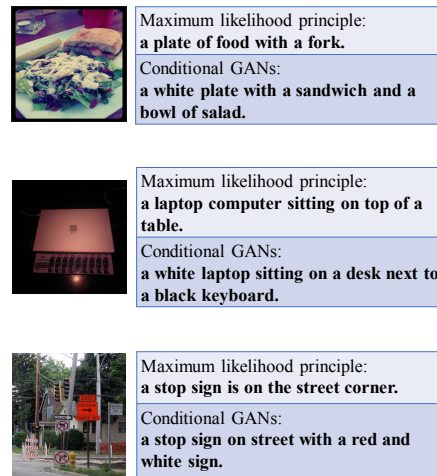 Maximum likelihood principle:
a plate of food with a fork.
Conditional GANs:
a white plate with a sandwich and a
bowl of salad.
Maximum likelihood principle:
a laptop computer sitting on top of a
table.
Conditional GANs:
a white laptop sitting on a desk next to
a black keyboard.
Maximum likelihood principle:
a stop sign is on the street corner.
Conditional GANs:
a stop sign on street with a red and
white sign.